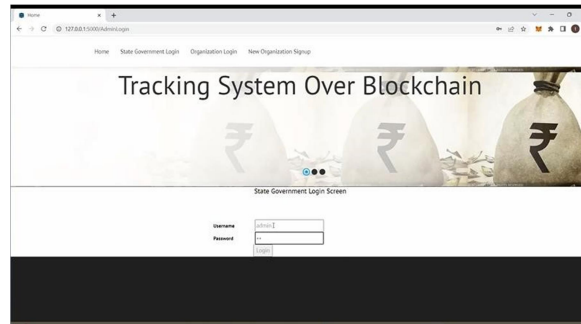 Home
127.0.0.1:5000/AdminLogin
Home State Government Login Organization Login New Organization Signup
Tracking System Over Blockchain
₹ ₹ ₹
State Government Login Screen
Username admin
Password ••
Login